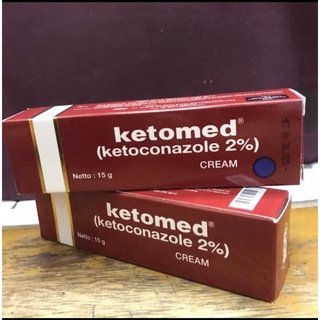 ketomed®
(ketoconazole 2%)
CREAM
Netto : 15 g
ketomed®
(ketoconazole 2%)
CREAM
Netto : 15 g